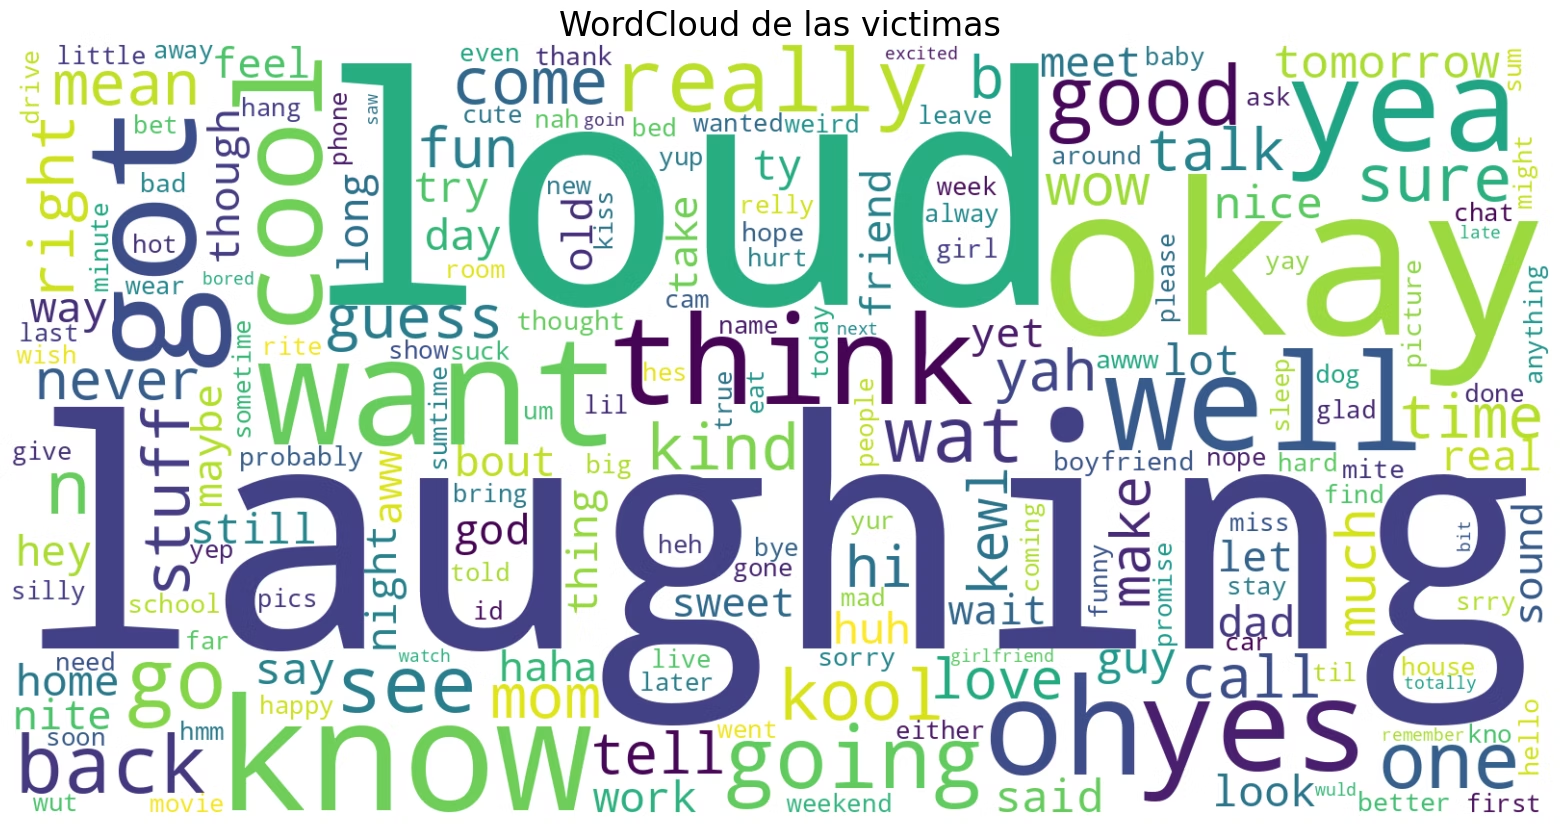 WordCloud de las victimas
little away feel even thank excited meet baby tomorrow sum
drive mean cool loud come really b good ask yea
hang phone saw cute nah goin bed wanted weird leave
bet got though fun yup ty around talk sure might
right bad long try new old kiss week wow nice chat
minute hot day take relly alway okay late
hope friend girl please yay
wear bored room hurt picture anything
way guess cam thought name today next yet
last rite show suck think yah awww lot
wish sometime want hes true eat well sleep dog
never maybe sumtime um lil people wat glad done
stuff laughing time
give probably bout big kind boyfriend nope hard mite real
n aww bring kewl find
still night god thing yur coming make miss much sound
hey yep told heh bye hi funny promise let bit
silly school pics id gone mad wait stay srry
sweet huh dad
far car
need say watch haha live sorry girlfriend guy house
home go see later love call til totally
nite happy mom kool
soon hmm know went either oh yes remember kno hello
back tell going one
wut movie work weekend said look wuld better first